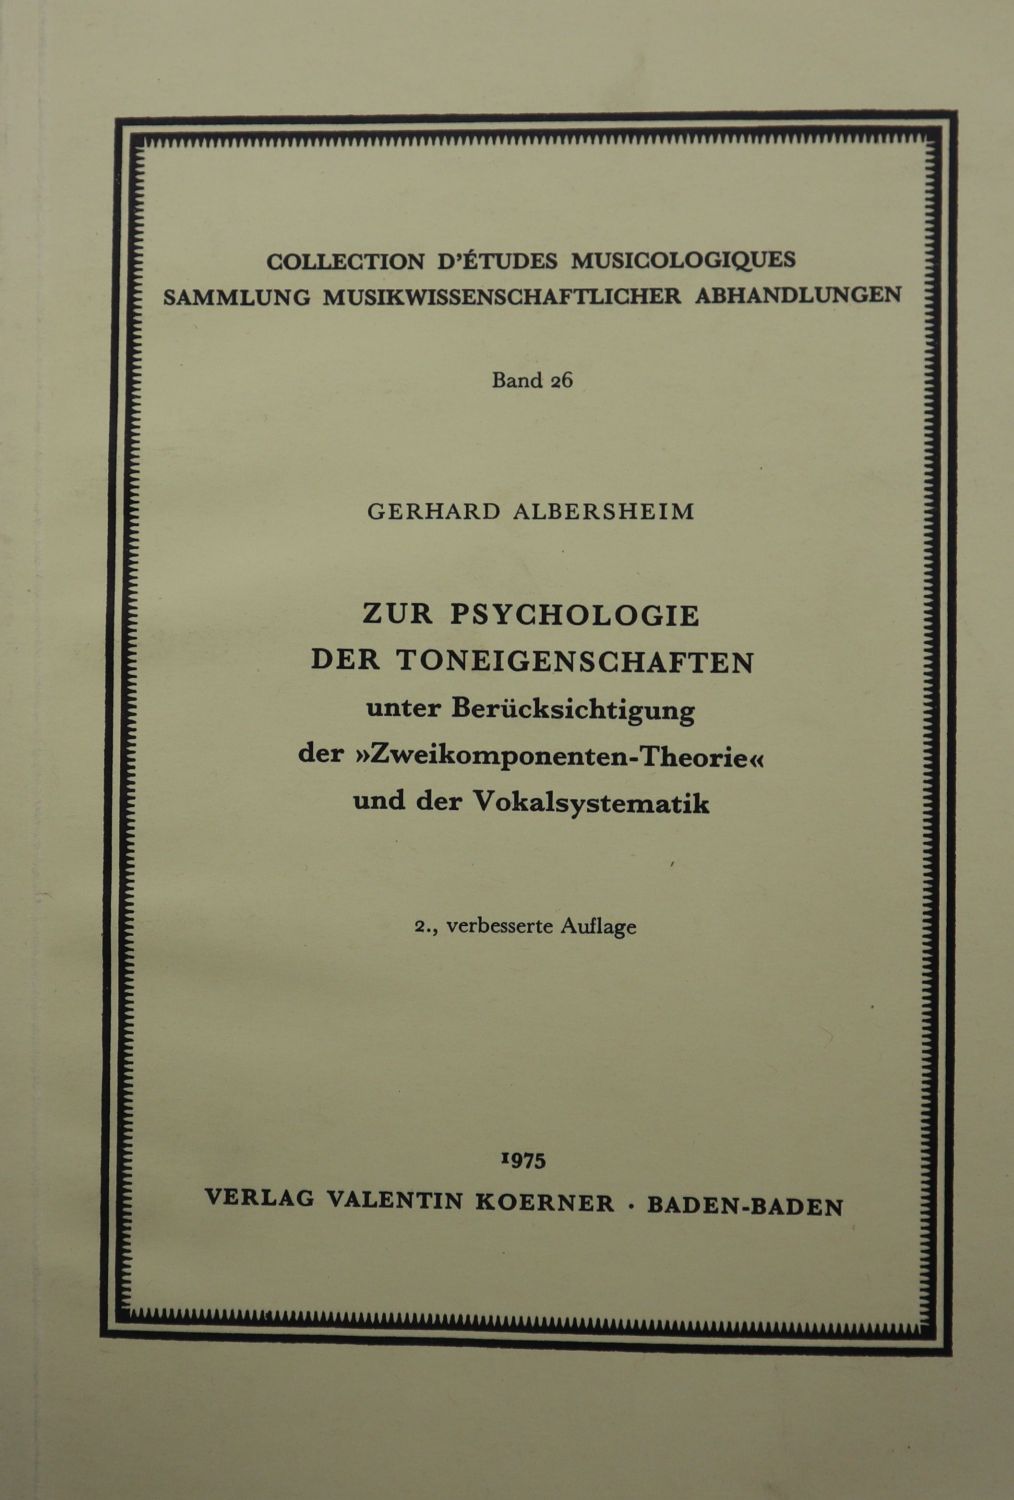 COLLECTION D'ÉTUDES MUSICOLOGIQUES
SAMMLUNG MUSIKWISSENSCHAFTLICHER ABHANDLUNGEN
Band 26
GERHARD ALBERSHEIM
ZUR PSYCHOLOGIE
DER TONEIGENSCHAFTEN
unter Berücksichtigung
der »Zweikomponenten-Theorie«
und der Vokalsystematik
2., verbesserte Auflage
1975
VERLAG VALENTIN KOERNER · BADEN-BADEN